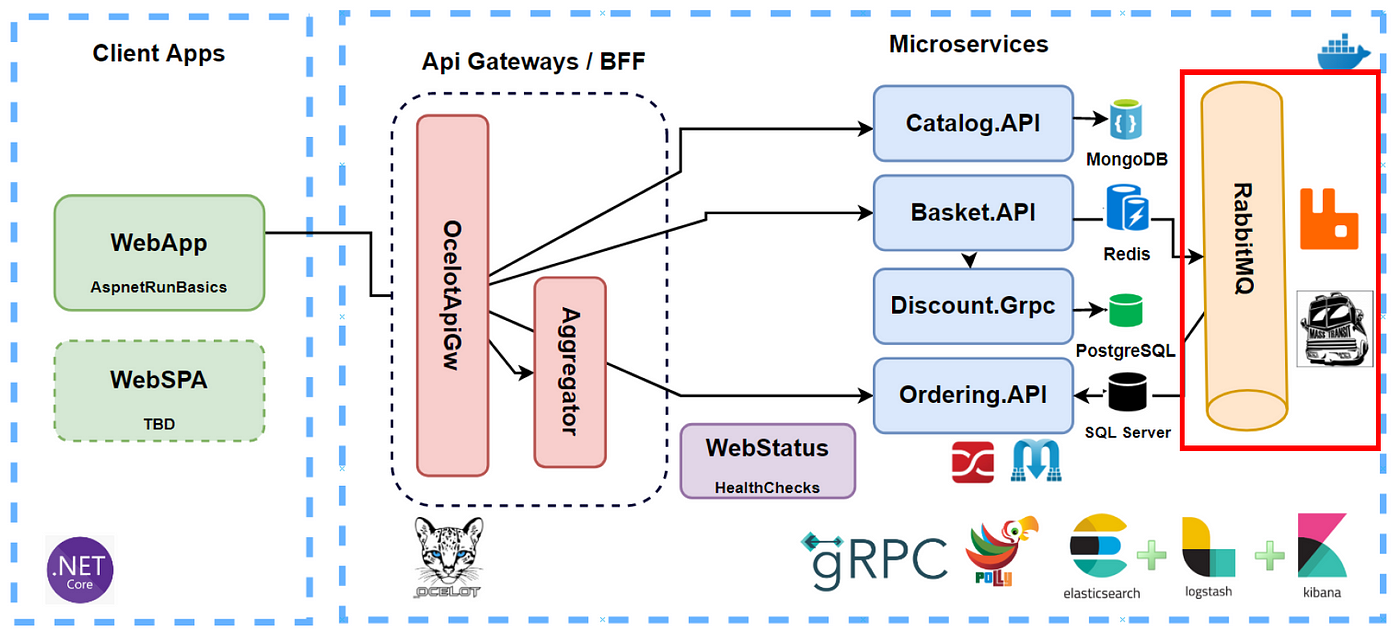 Client Apps
WebApp
AspnetRunBasics
WebSPA
TBD
.NET
Core
Api Gateways / BFF
OcelotApiGw
Aggregator
OCELOT
WebStatus
HealthChecks
Microservices
Catalog.API
MongoDB
Basket.API
Redis
Discount.Grpc
PostgreSQL
Ordering.API
SQL Server
RabbitMQ
MASS TRANSIT
gRPC
POLLY
elasticsearch
logstash
kibana